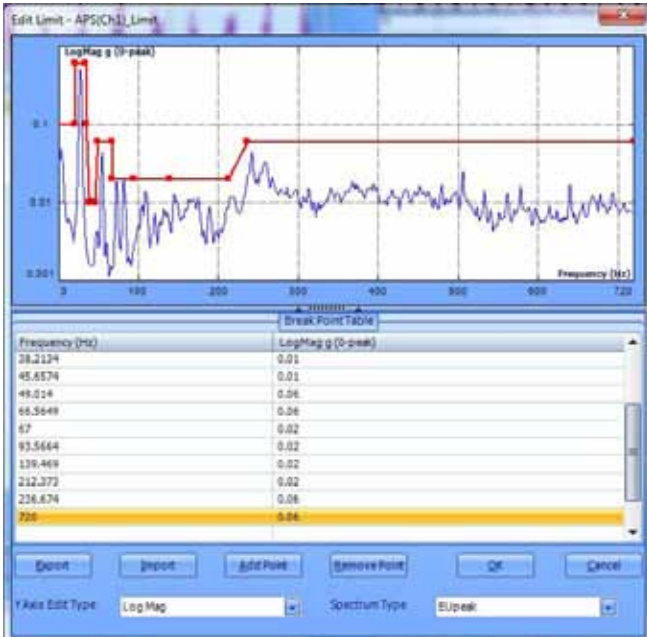 Edit Limit - APS(Ch1)_Limit
LogMag g (0-peak)
0.1
0.01
0.001
Frequency (Hz)
100 200 300 400 500 600 720
Break Point Table
Frequency (Hz) LogMag g (0-peak)
38.2134 0.01
45.6574 0.01
49.014 0.06
66.5649 0.06
67 0.02
93.5664 0.02
139.469 0.02
212.373 0.02
236.674 0.06
720 0.06
Export Import Add Point Remove Point OK Cancel
Y Axis Edit Type: Log Mag Spectrum Type EUpeak